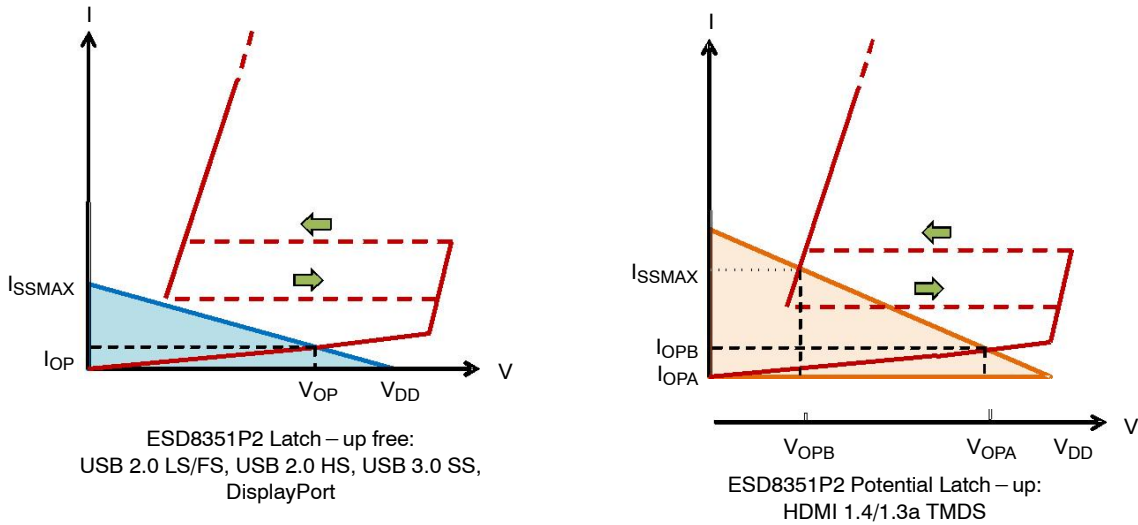 I
ISSMAX
IOP
VOP
VDD
V
ESD8351P2 Latch – up free:
USB 2.0 LS/FS, USB 2.0 HS, USB 3.0 SS,
DisplayPort
I
ISSMAX
IOPB
IOPA
V
VOPB
VOPA
VDD
ESD8351P2 Potential Latch – up:
HDMI 1.4/1.3a TMDS